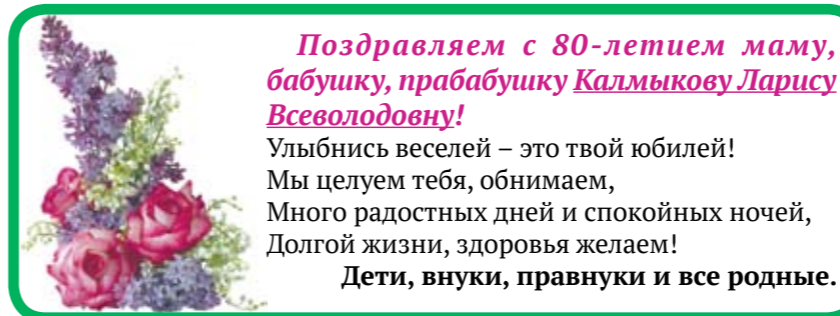 Поздравляем с 80-летием маму,
бабушку, прабабушку Калмыкову Ларису
Всеволодовну!
Улыбнись веселей – это твой юбилей!
Мы целуем тебя, обнимаем,
Много радостных дней и спокойных ночей,
Долгой жизни, здоровья желаем!
Дети, внуки, правнуки и все родные.